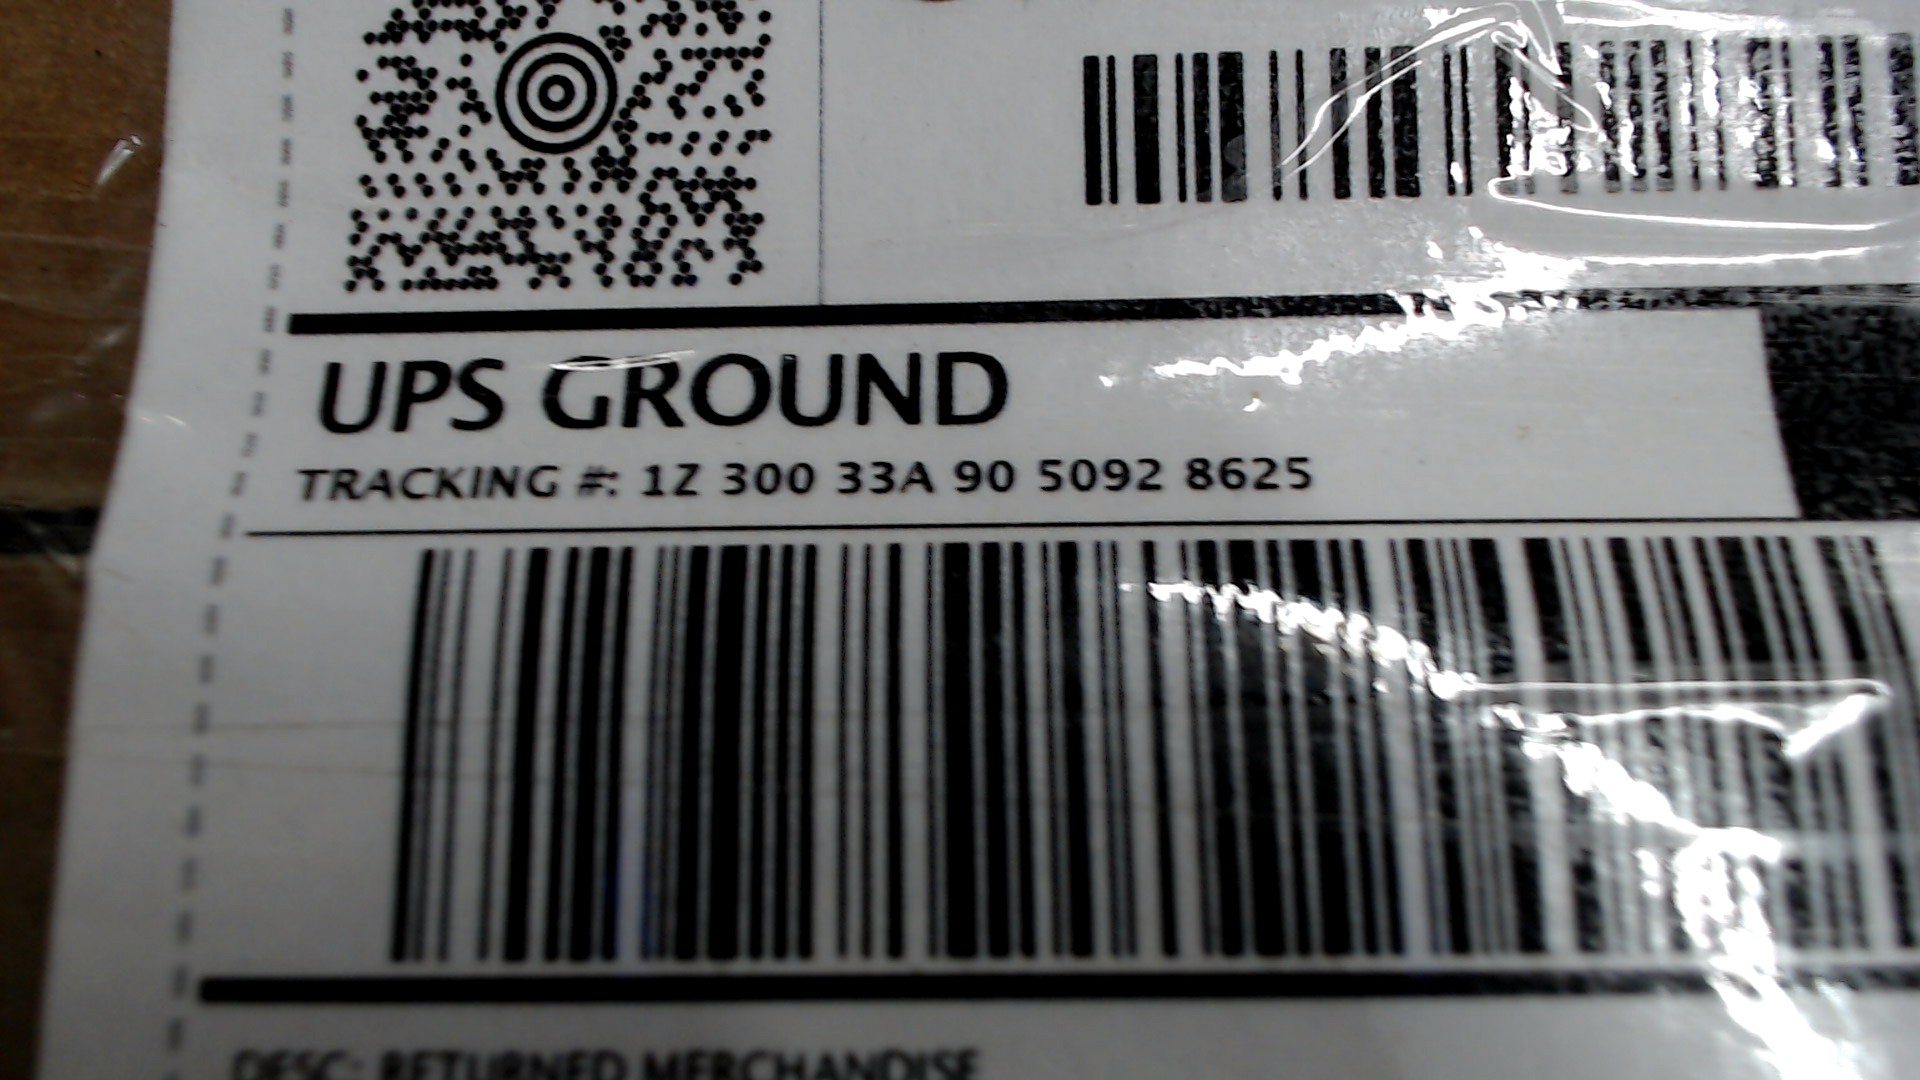 UPS GROUND
TRACKING #: 1Z 300 33A 90 5092 8625
DESC: RETURNED MERCHANDISE